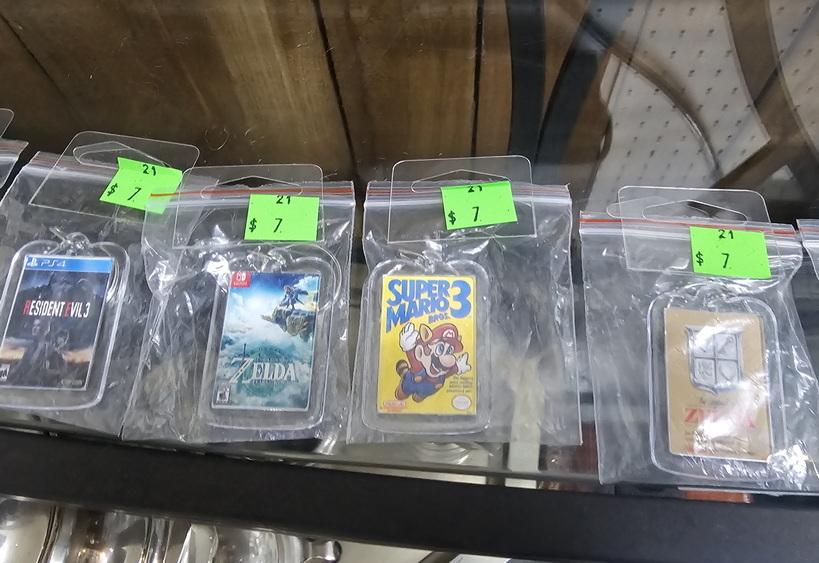 21
$ 7.
21
$ 7.
21
$ 7.
21
$ 7.
PS4
RESIDENT EVIL 3
ZELDA
SUPER
MARIO 3
BROS.
ZELDA